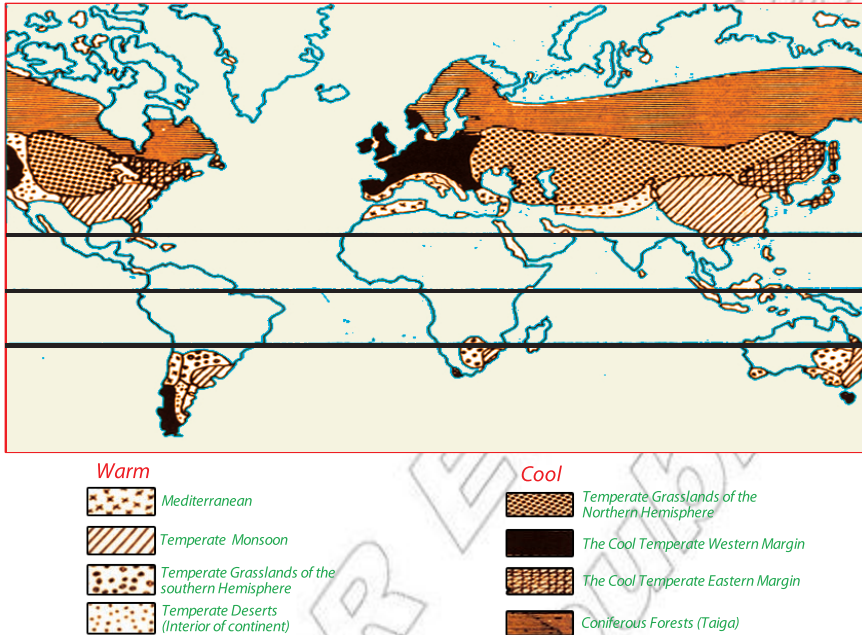 Warm
Mediterranean
Temperate Monsoon
Temperate Grasslands of the
southern Hemisphere
Temperate Deserts
(Interior of continent)
Cool
Temperate Grasslands of the
Northern Hemisphere
The Cool Temperate Western Margin
The Cool Temperate Eastern Margin
Coniferous Forests (Taiga)